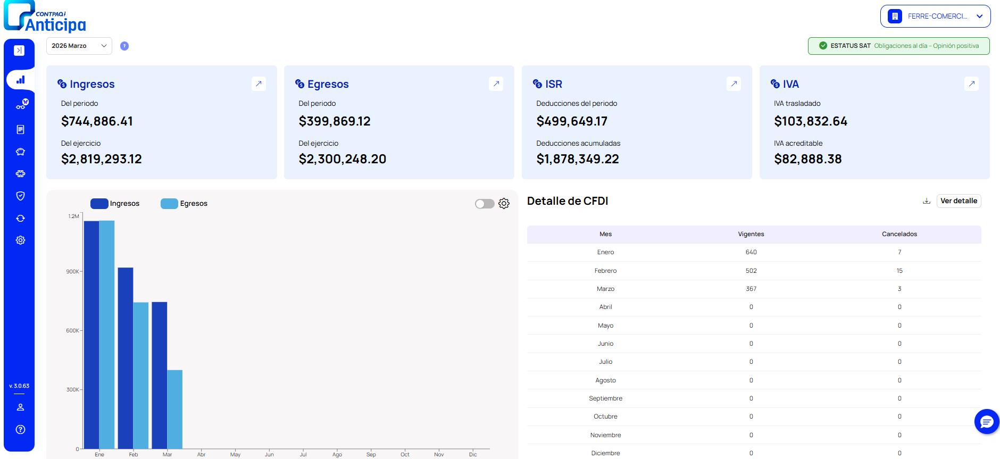 CONTPAQi
Anticipa
FERRE-COMERCI...
2026 Marzo
?
ESTATUS SAT Obligaciones al día – Opinión positiva
Ingresos
Del periodo
$744,886.41
Del ejercicio
$2,819,293.12
Egresos
Del periodo
$399,869.12
Del ejercicio
$2,300,248.20
ISR
Deducciones del periodo
$499,649.17
Deducciones acumuladas
$1,878,349.22
IVA
IVA trasladado
$103,832.64
IVA acreditable
$82,888.38
Ingresos Egresos
1.2M
900K
600K
300K
0
Ene Feb Mar Abr May Jun Jul Ago Sep Oct Nov Dic
Detalle de CFDI
Ver detalle
Mes Vigentes Cancelados
Enero 640 7
Febrero 502 15
Marzo 367 3
Abril 0 0
Mayo 0 0
Junio 0 0
Julio 0 0
Agosto 0 0
Septiembre 0 0
Octubre 0 0
Noviembre 0 0
Diciembre 0 0
v. 3.0.63